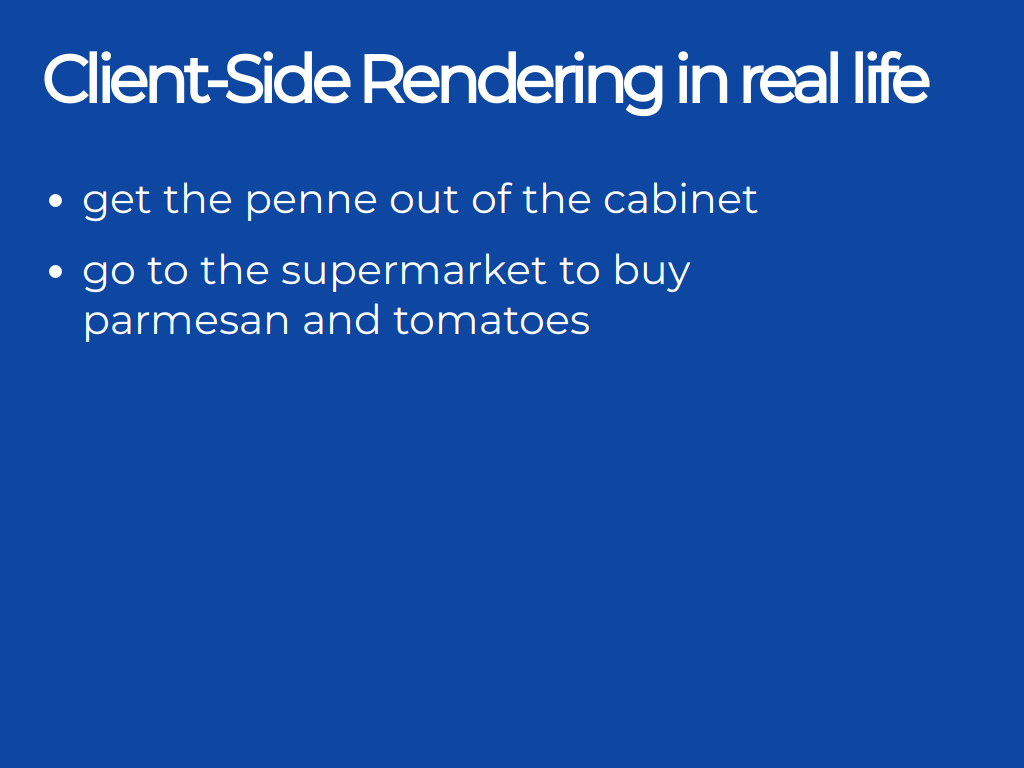 Client-Side Rendering in real life
• get the penne out of the cabinet
• go to the supermarket to buy
parmesan and tomatoes